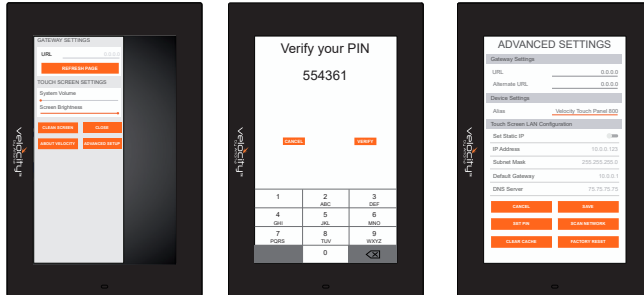 GATEWAY SETTINGS
URL 0.0.0.0
REFRESH PAGE
TOUCH SCREEN SETTINGS
System Volume
Screen Brightness
CLEAN SCREEN CLOSE
ABOUT VELOCITY ADVANCED SETUP
velocity™
Verify your PIN
554361
CANCEL VERIFY
1 2 3
ABC DEF
4 5 6
GHI JKL MNO
7 8 9
PQRS TUV WXYZ
0
velocity™
ADVANCED SETTINGS
Gateway Settings
URL 0.0.0.0
Alternate URL 0.0.0.0
Device Settings
Alias Velocity Touch Panel 800
Touch Screen LAN Configuration
Set Static IP
IP Address 10.0.0.123
Subnet Mask 255.255.255.0
Default Gateway 10.0.0.1
DNS Server 75.75.75.75
CANCEL SAVE
SET PIN SCAN NETWORK
CLEAR CACHE FACTORY RESET
velocity™